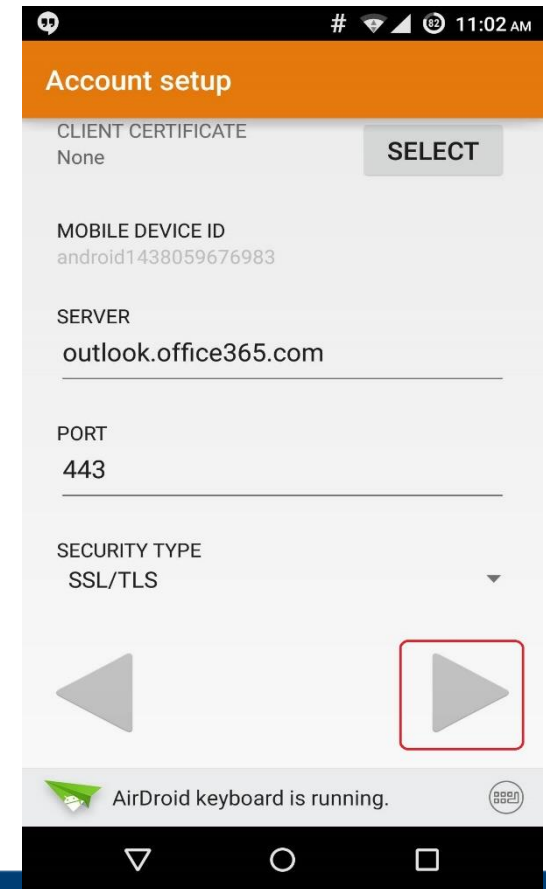 # 82 11:02 AM
Account setup
CLIENT CERTIFICATE
None
SELECT
MOBILE DEVICE ID
android1438059676983
SERVER
outlook.office365.com
PORT
443
SECURITY TYPE
SSL/TLS
AirDroid keyboard is running.